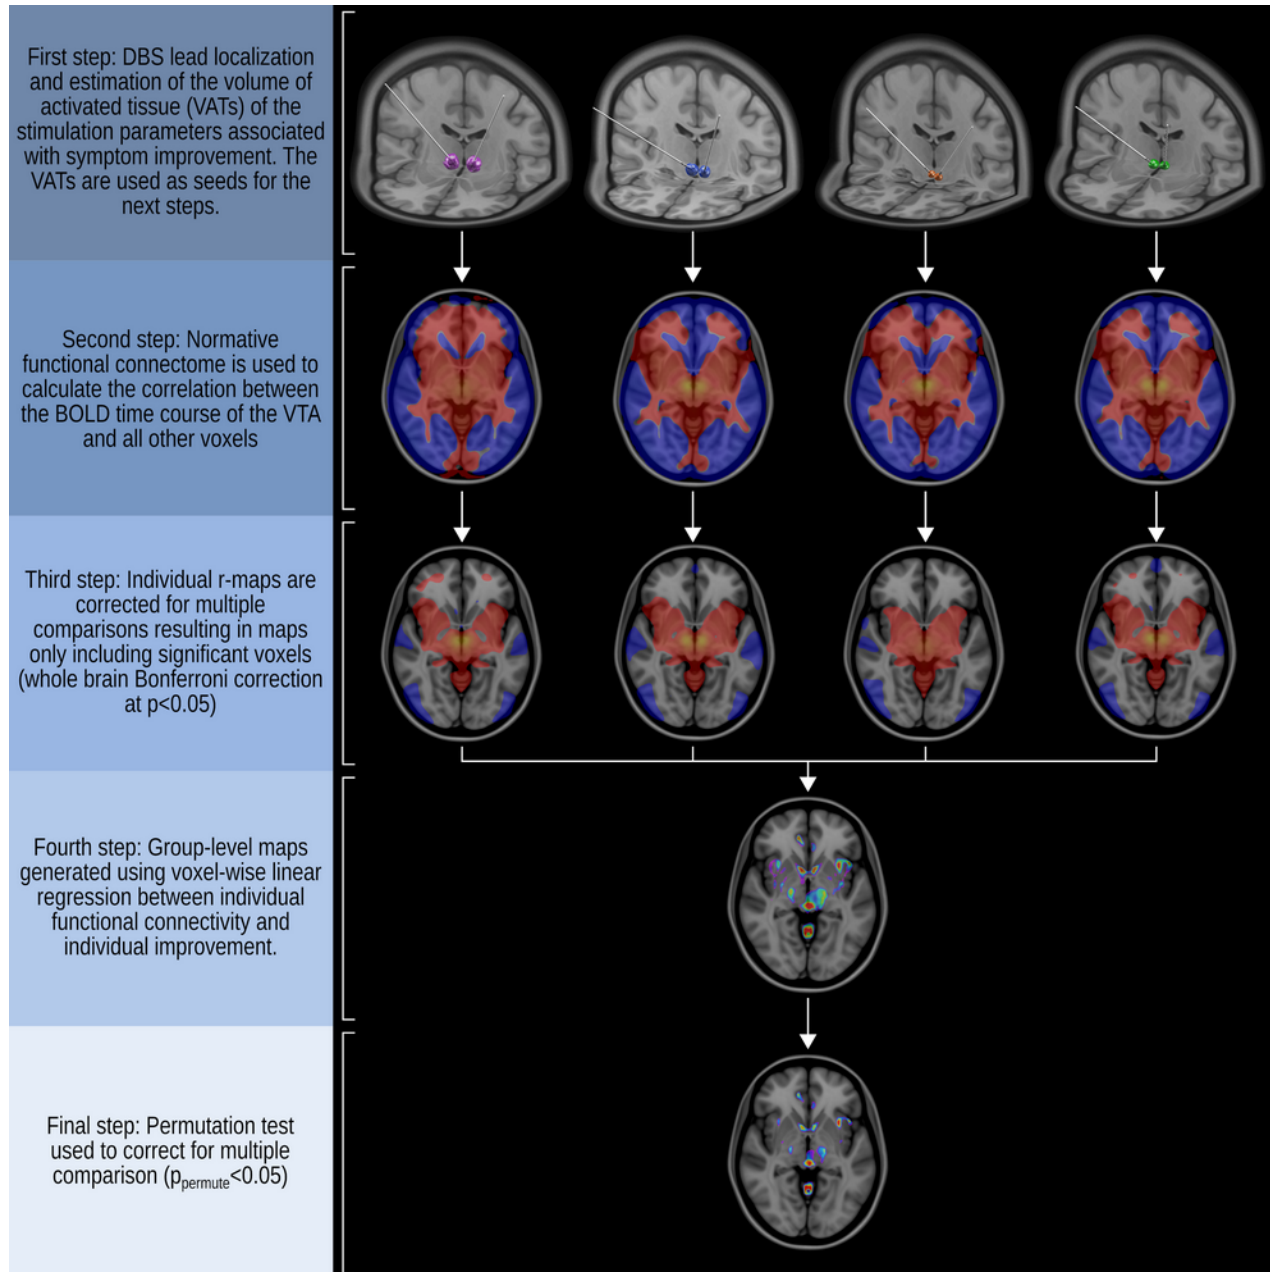 First step: DBS lead localization
and estimation of the volume of
activated tissue (VATs) of the
stimulation parameters associated
with symptom improvement. The
VATs are used as seeds for the
next steps.
Second step: Normative
functional connectome is used to
calculate the correlation between
the BOLD time course of the VTA
and all other voxels
Third step: Individual r-maps are
corrected for multiple
comparisons resulting in maps
only including significant voxels
(whole brain Bonferroni correction
at p<0.05)
Fourth step: Group-level maps
generated using voxel-wise linear
regression between individual
functional connectivity and
individual improvement.
Final step: Permutation test
used to correct for multiple
comparison (ppermute<0.05)